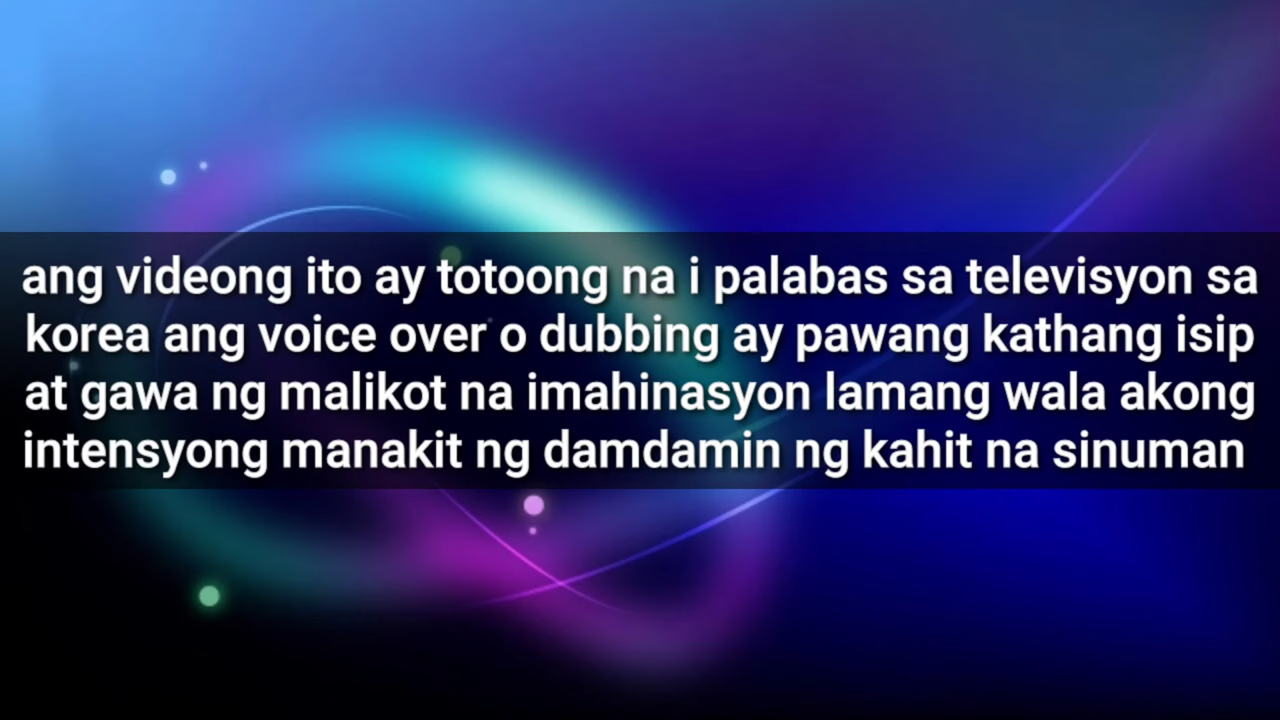 ang videong ito ay totoong na i palabas sa televisyon sa
korea ang voice over o dubbing ay pawang kathang isip
at gawa ng malikot na imahinasyon lamang wala akong
intensyong manakit ng damdamin ng kahit na sinuman